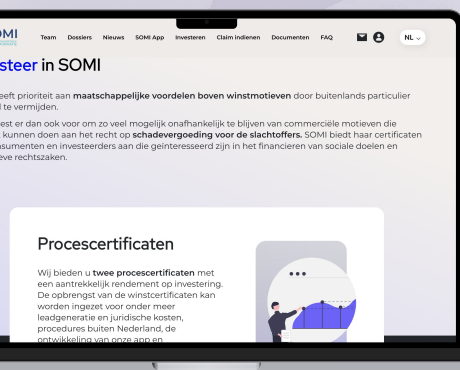 OMI
Team Dossiers Nieuws SOMI App Investeren Claim indienen Documenten FAQ NL
steer in SOMI
eeft prioriteit aan maatschappelijke voordelen boven winstmotieven door buitenlands particulier
l te vermijden.
est er dan ook voor om zo veel mogelijk onafhankelijk te blijven van commerciële motieven die
kunnen doen aan het recht op schadevergoeding voor de slachtoffers. SOMI biedt haar certificaten
nsumenten en investeerders aan die geinteresseerd zijn in het financieren van sociale doelen en
eve rechtszaken.
Procescertificaten
Wij bieden u twee procescertificaten met
een aantrekkelijk rendement op investering.
De opbrengst van de winstcertificaten kan
worden ingezet voor onder meer
leadgeneratie en juridische kosten,
procedures buiten Nederland, de
ontwikkeling van onze app en